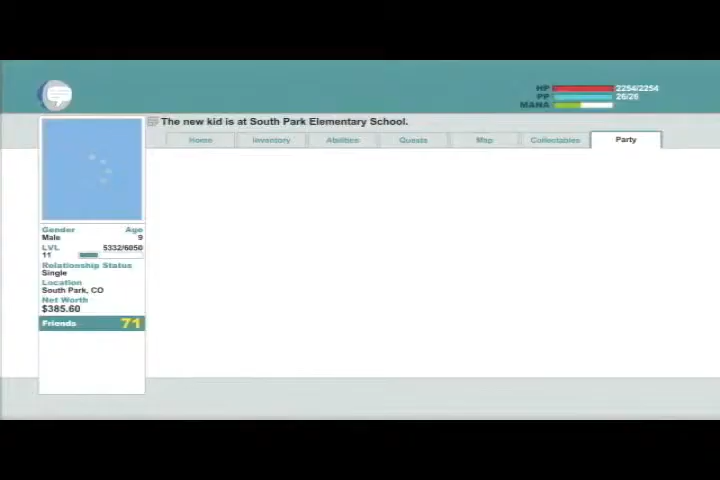 HP 2254/2254
PP 26/26
MANA
The new kid is at South Park Elementary School.
Home Inventory Abilities Quests Map Collectables Party
Gender Age
Male 9
LVL 5332/6050
11
Relationship Status
Single
Location
South Park, CO
Net Worth
$385.60
Friends 71